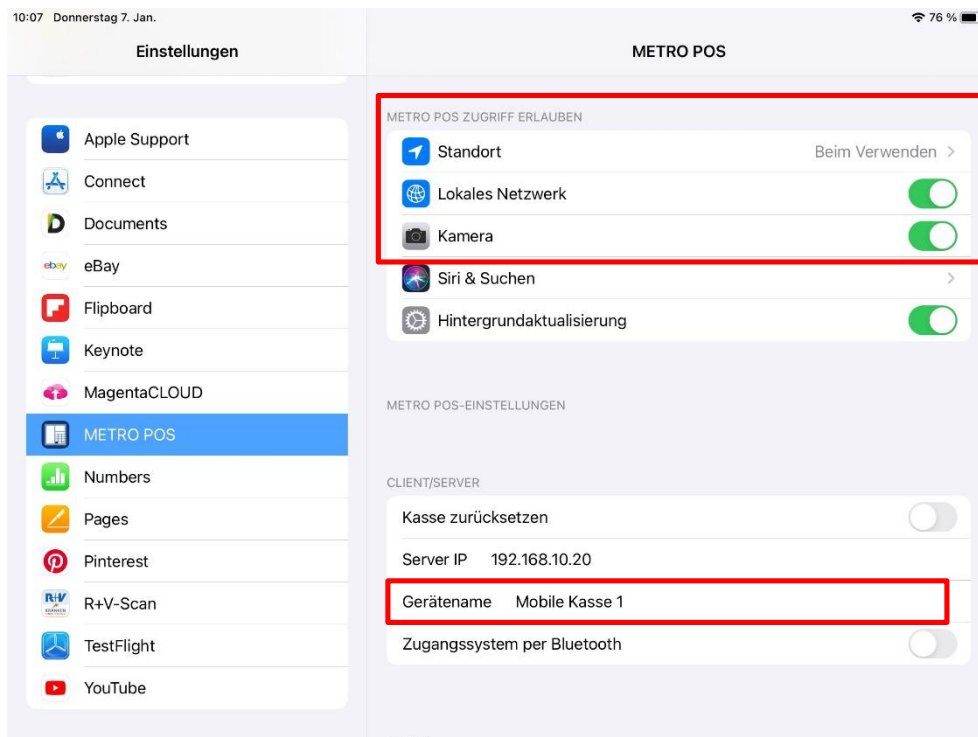 10:07 Donnerstag 7. Jan.
76 %
Einstellungen
METRO POS
Apple Support
Connect
Documents
ebay
eBay
Flipboard
Keynote
MagentaCLOUD
METRO POS
Numbers
Pages
Pinterest
R+V
R+V-Scan
TestFlight
YouTube
METRO POS ZUGRIFF ERLAUBEN
Standort Beim Verwenden
Lokales Netzwerk
Kamera
Siri & Suchen
Hintergrundaktualisierung
METRO POS-EINSTELLUNGEN
CLIENT/SERVER
Kasse zurücksetzen
Server IP 192.168.10.20
Gerätename Mobile Kasse 1
Zugangssystem per Bluetooth